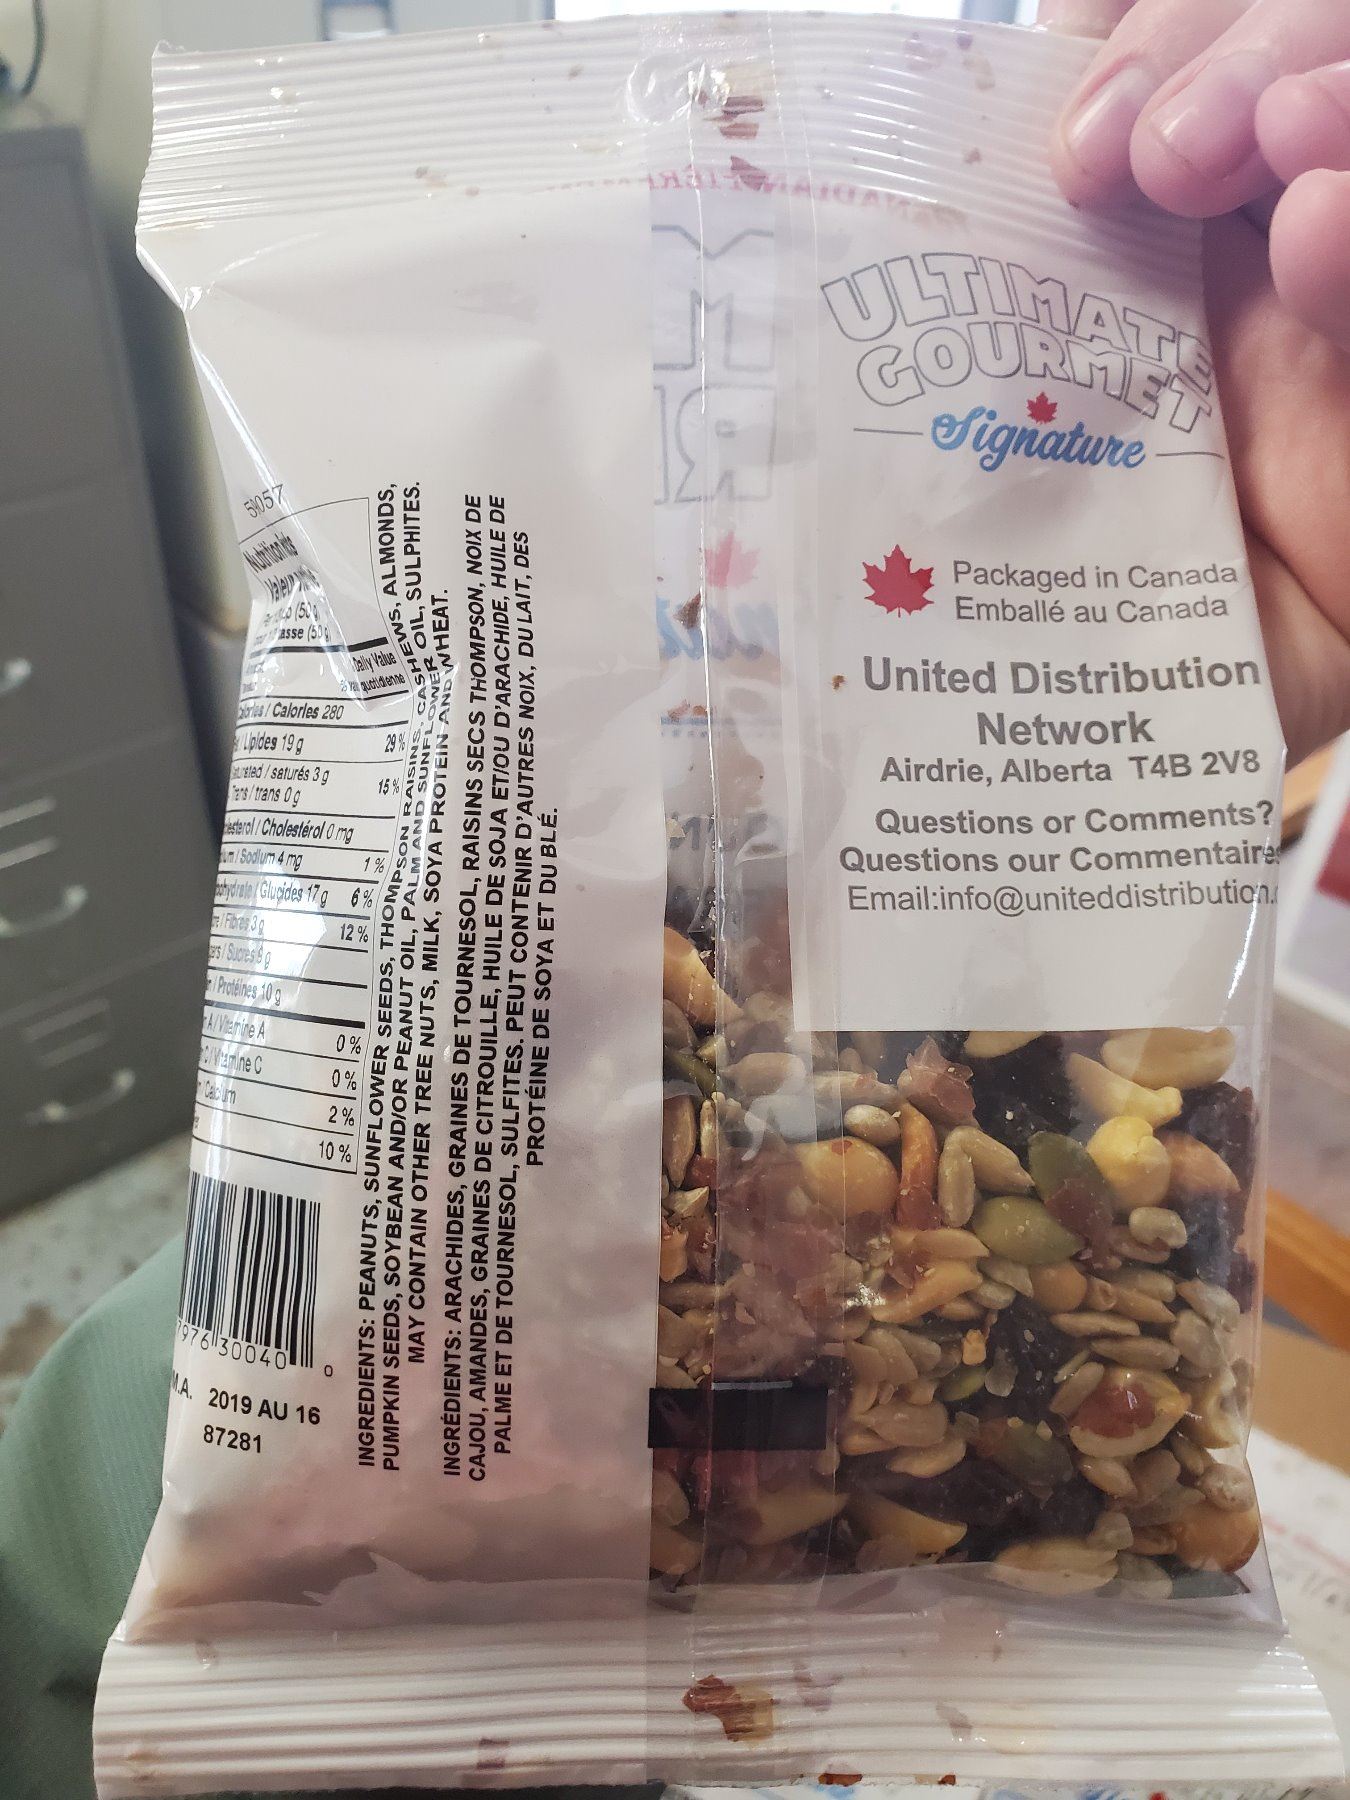 ULTIMATE
GOURMET
Signature
Packaged in Canada
Emballé au Canada
United Distribution
Network
Airdrie, Alberta T4B 2V8
Questions or Comments?
Questions our Commentaires
Email:info@uniteddistribution.
Calories / Calories 280
Lipides 19 g 29 %
saturated / saturés 3 g
Trans / trans 0 g 15 %
Cholestérol 0 mg
Sodium 4 mg 1 %
Glucides 17 g 6 %
Fibres 3 g 12 %
Sucres 9 g
Protéines 10 g
Vitamine A 0 %
Vitamine C 0 %
Calcium 2 %
10 %
Daily Value
quotidienne
INGREDIENTS: PEANUTS, SUNFLOWER SEEDS, THOMPSON RAISINS, CASHEWS, ALMONDS,
PUMPKIN SEEDS, SOYBEAN AND/OR PEANUT OIL, PALM AND SUNFLOWER OIL, SULPHITES.
MAY CONTAIN OTHER TREE NUTS, MILK, SOYA PROTEIN AND WHEAT.
INGRÉDIENTS: ARACHIDES, GRAINES DE TOURNESOL, RAISINS SECS THOMPSON, NOIX DE
CAJOU, AMANDES, GRAINES DE CITROUILLE, HUILE DE SOJA ET/OU D'ARACHIDE, HUILE DE
PALME ET DE TOURNESOL, SULFITES. PEUT CONTENIR D'AUTRES NOIX, DU LAIT, DES
PROTÉINE DE SOYA ET DU BLÉ.
30040 0
M.A. 2019 AU 16
87281